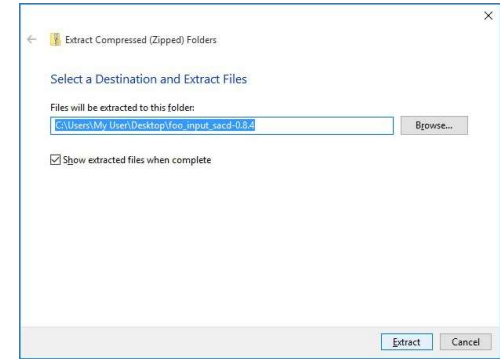 Extract Compressed (Zipped) Folders
Select a Destination and Extract Files
Files will be extracted to this folder:
C:\Users\My User\Desktop\foo_input_sacd-0.8.4
Browse...
Show extracted files when complete
Extract Cancel